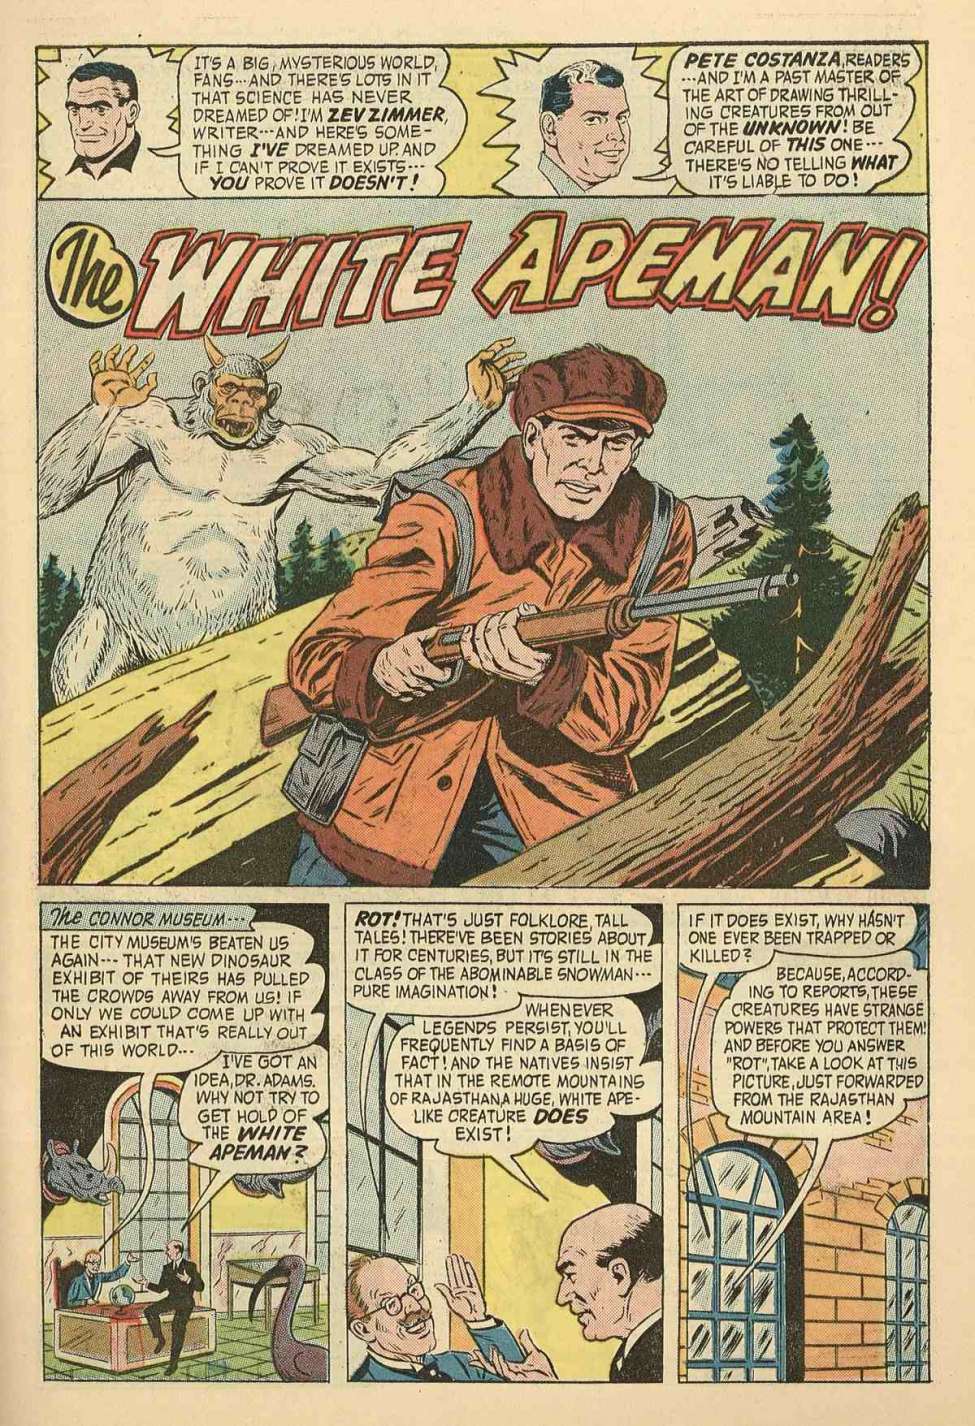 IT'S A BIG, MYSTERIOUS WORLD,
FANS---AND THERE'S LOTS IN IT
THAT SCIENCE HAS NEVER
DREAMED OF! I'M ZEV ZIMMER,
WRITER---AND HERE'S SOME-
THING I'VE DREAMED UP. AND
IF I CAN'T PROVE IT EXISTS---
YOU PROVE IT DOESN'T!
PETE COSTANZA, READERS
---AND I'M A PAST MASTER OF
THE ART OF DRAWING THRILL-
ING CREATURES FROM OUT
OF THE UNKNOWN! BE
CAREFUL OF THIS ONE---
THERE'S NO TELLING WHAT
IT'S LIABLE TO DO!
The WHITE APEMAN!
The CONNOR MUSEUM---
THE CITY MUSEUM'S BEATEN US
AGAIN--- THAT NEW DINOSAUR
EXHIBIT OF THEIRS HAS PULLED
THE CROWDS AWAY FROM US! IF
ONLY WE COULD COME UP WITH
AN EXHIBIT THAT'S REALLY OUT
OF THIS WORLD---
I'VE GOT AN
IDEA, DR. ADAMS.
WHY NOT TRY TO
GET HOLD OF
THE WHITE
APEMAN?
ROT! THAT'S JUST FOLKLORE, TALL
TALES! THERE'VE BEEN STORIES ABOUT
IT FOR CENTURIES, BUT IT'S STILL IN THE
CLASS OF THE ABOMINABLE SNOWMAN---
PURE IMAGINATION!
WHENEVER
LEGENDS PERSIST, YOU'LL
FREQUENTLY FIND A BASIS OF
FACT! AND THE NATIVES INSIST
THAT IN THE REMOTE MOUNTAINS
OF RAJASTHAN, A HUGE, WHITE APE-
LIKE CREATURE DOES
EXIST!
IF IT DOES EXIST, WHY HASN'T
ONE EVER BEEN TRAPPED OR
KILLED?
BECAUSE, ACCORD-
ING TO REPORTS, THESE
CREATURES HAVE STRANGE
POWERS THAT PROTECT THEM!
AND BEFORE YOU ANSWER
"ROT", TAKE A LOOK AT THIS
PICTURE, JUST FORWARDED
FROM THE RAJASTHAN
MOUNTAIN AREA!